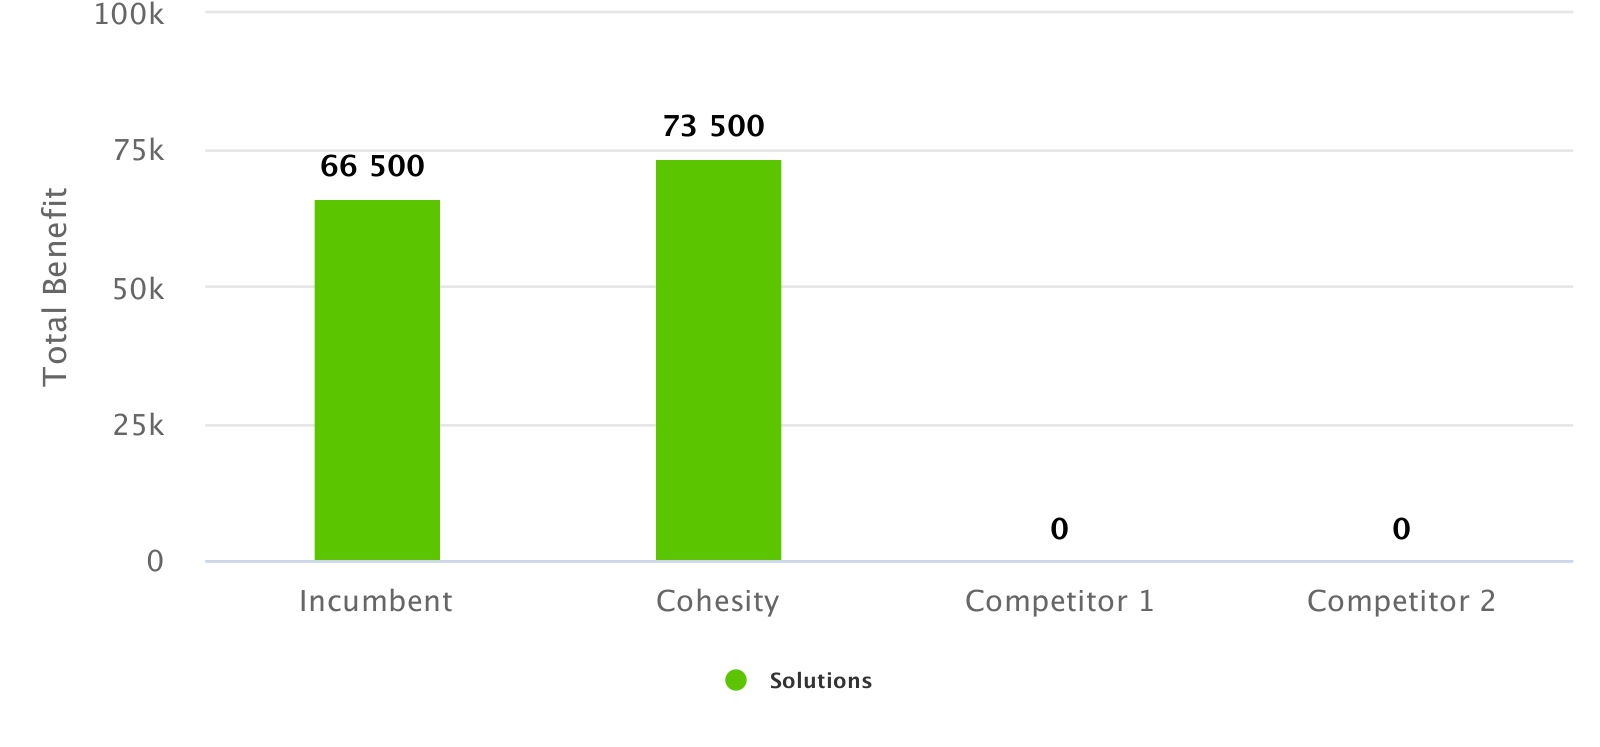 100k
75k
50k
25k
0
Total Benefit
66 500
73 500
0
0
Incumbent
Cohesity
Competitor 1
Competitor 2
Solutions